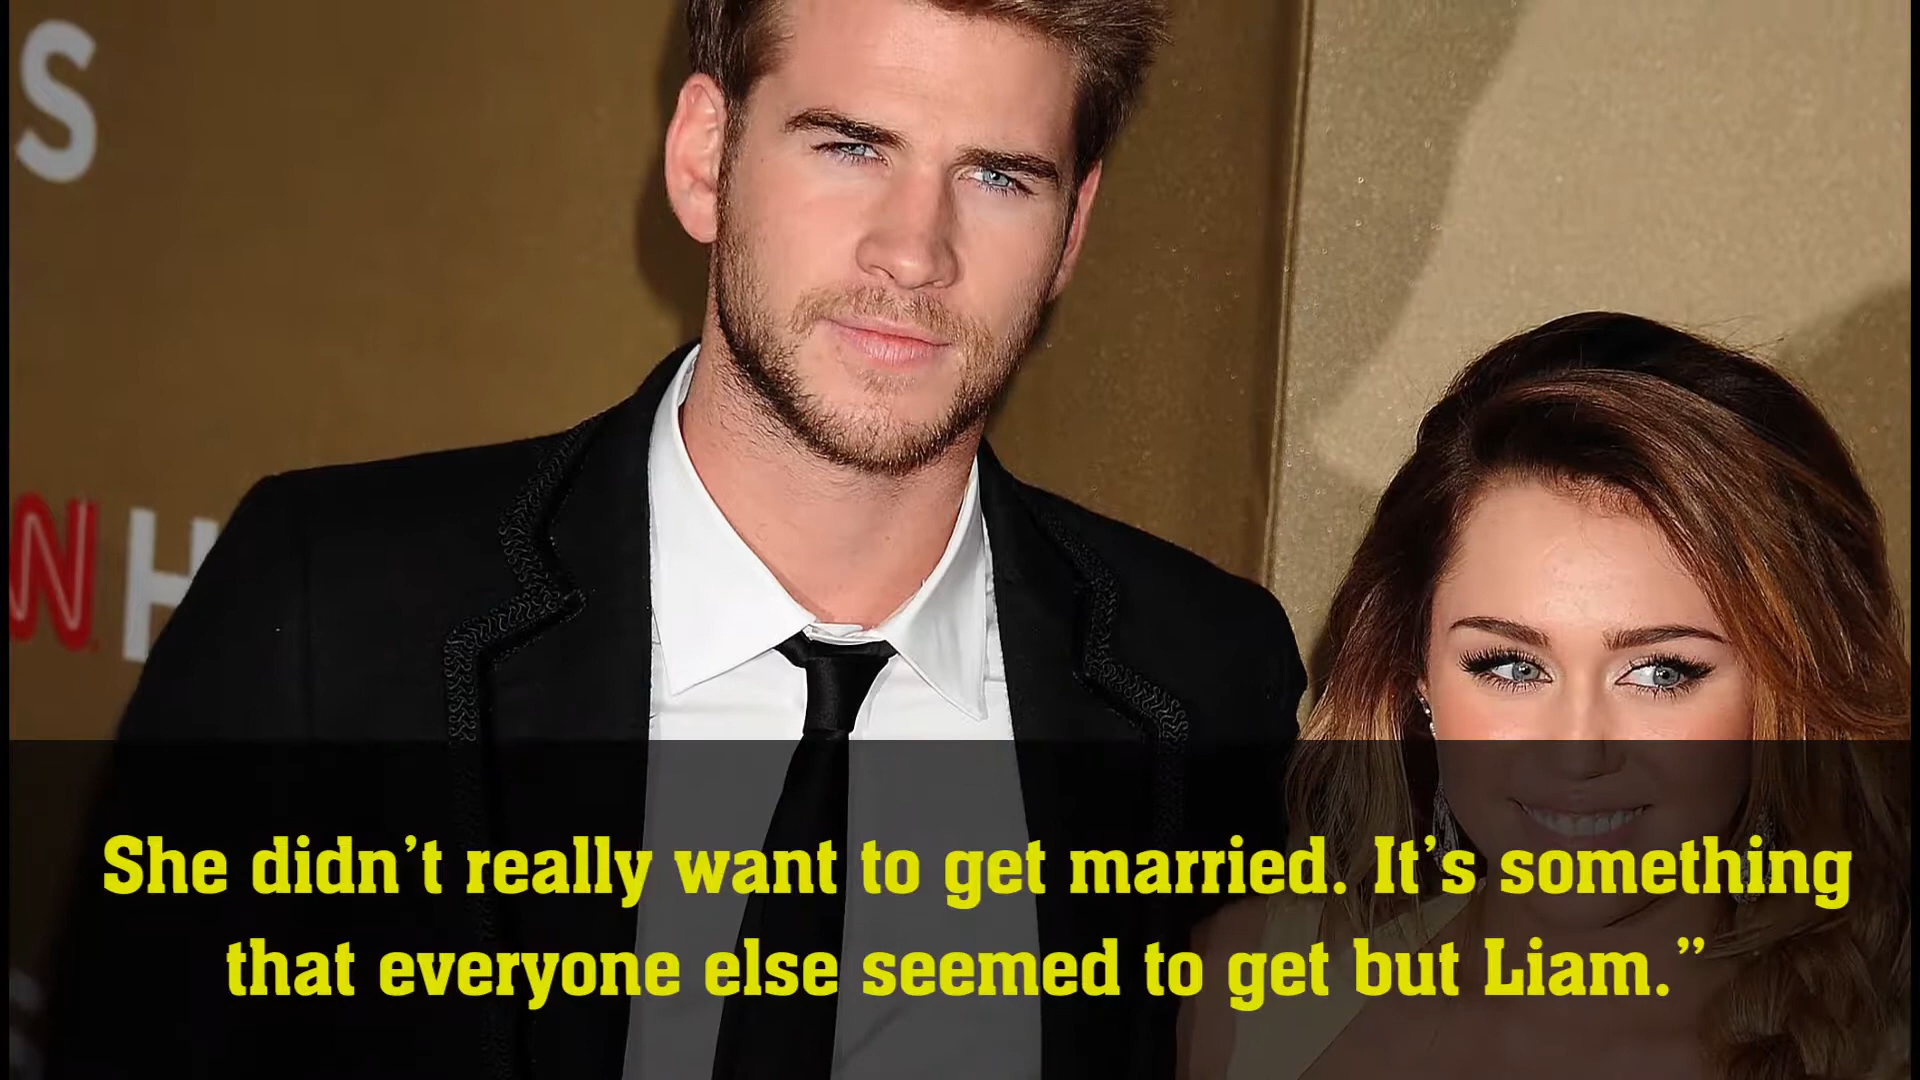 S
N H
She didn’t really want to get married. It’s something
that everyone else seemed to get but Liam.”